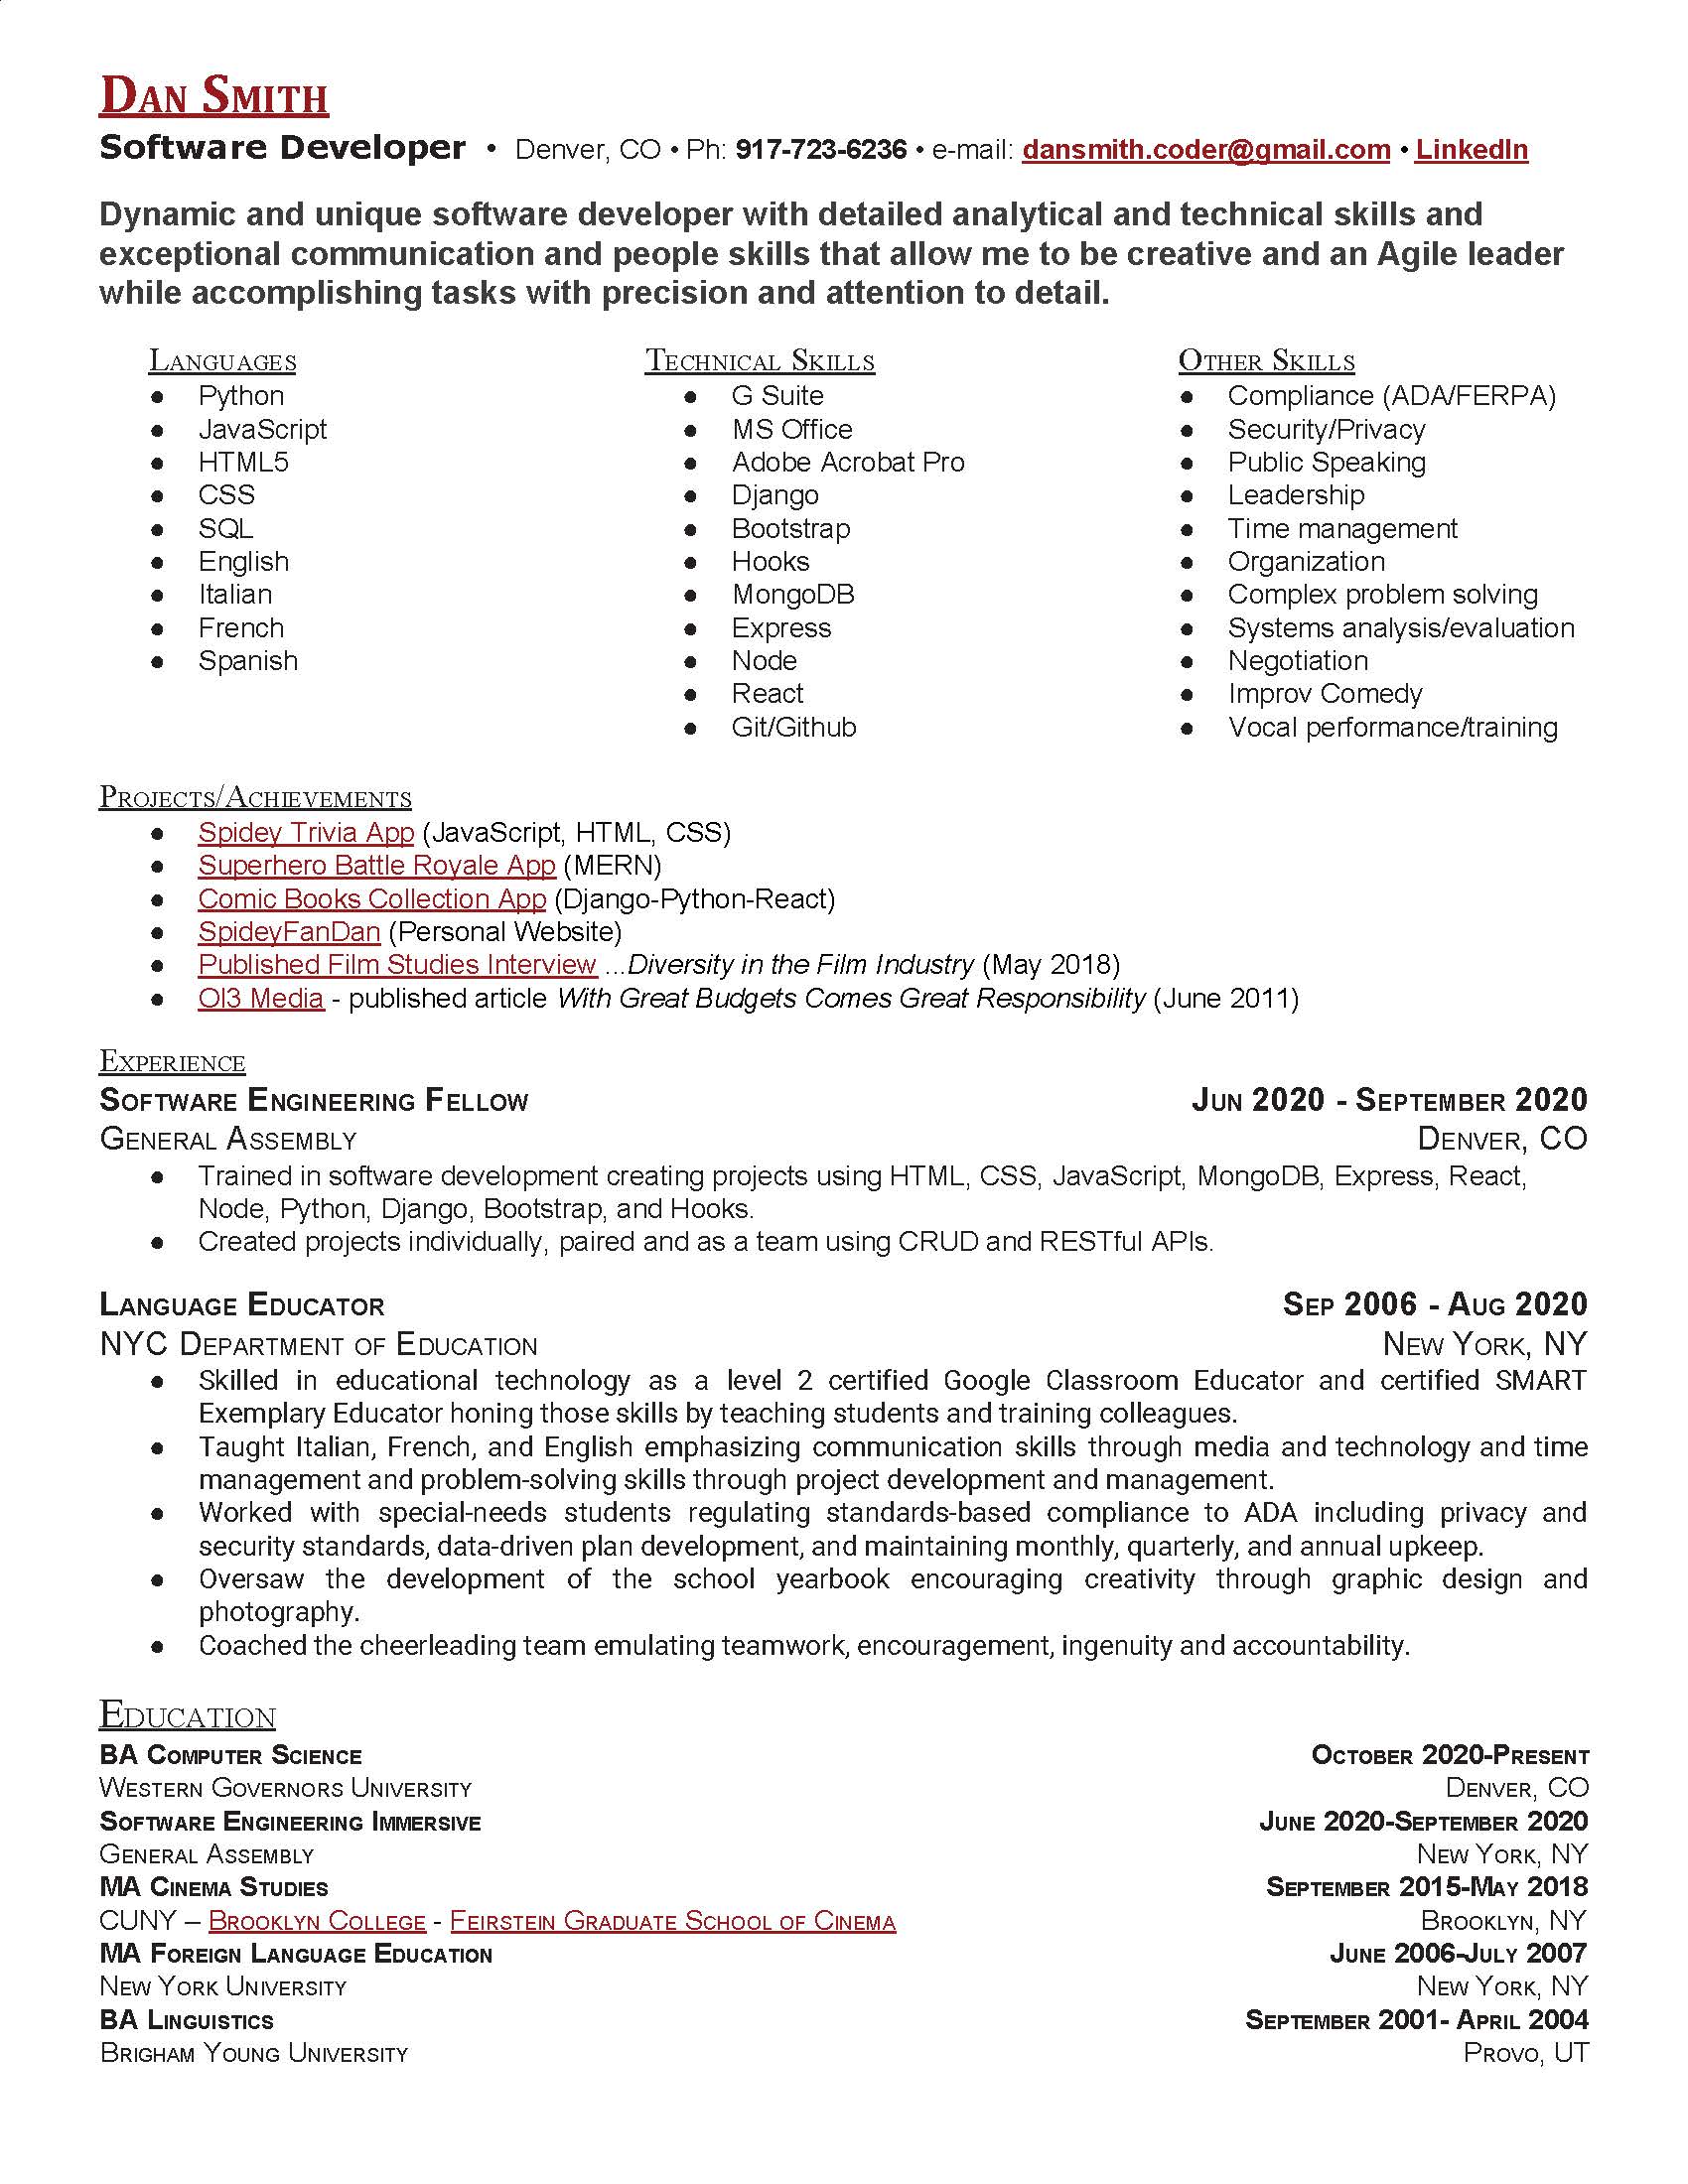 Dan Smith
Software Developer • Denver, CO • Ph: 917-723-6236 • e-mail: dansmith.coder@gmail.com • LinkedIn
Dynamic and unique software developer with detailed analytical and technical skills and
exceptional communication and people skills that allow me to be creative and an Agile leader
while accomplishing tasks with precision and attention to detail.
Languages
● Python
● JavaScript
● HTML5
● CSS
● SQL
● English
● Italian
● French
● Spanish
Technical Skills
● G Suite
● MS Office
● Adobe Acrobat Pro
● Django
● Bootstrap
● Hooks
● MongoDB
● Express
● Node
● React
● Git/Github
Other Skills
● Compliance (ADA/FERPA)
● Security/Privacy
● Public Speaking
● Leadership
● Time management
● Organization
● Complex problem solving
● Systems analysis/evaluation
● Negotiation
● Improv Comedy
● Vocal performance/training
Projects/Achievements
● Spidey Trivia App (JavaScript, HTML, CSS)
● Superhero Battle Royale App (MERN)
● Comic Books Collection App (Django-Python-React)
● SpideyFanDan (Personal Website)
● Published Film Studies Interview ...Diversity in the Film Industry (May 2018)
● OI3 Media - published article With Great Budgets Comes Great Responsibility (June 2011)
Experience
Software Engineering Fellow Jun 2020 - September 2020
General Assembly Denver, CO
● Trained in software development creating projects using HTML, CSS, JavaScript, MongoDB, Express, React,
Node, Python, Django, Bootstrap, and Hooks.
● Created projects individually, paired and as a team using CRUD and RESTful APIs.
Language Educator Sep 2006 - Aug 2020
NYC Department of Education New York, NY
● Skilled in educational technology as a level 2 certified Google Classroom Educator and certified SMART
Exemplary Educator honing those skills by teaching students and training colleagues.
● Taught Italian, French, and English emphasizing communication skills through media and technology and time
management and problem-solving skills through project development and management.
● Worked with special-needs students regulating standards-based compliance to ADA including privacy and
security standards, data-driven plan development, and maintaining monthly, quarterly, and annual upkeep.
● Oversaw the development of the school yearbook encouraging creativity through graphic design and
photography.
● Coached the cheerleading team emulating teamwork, encouragement, ingenuity and accountability.
Education
BA Computer Science October 2020-Present
Western Governors University Denver, CO
Software Engineering Immersive June 2020-September 2020
General Assembly New York, NY
MA Cinema Studies September 2015-May 2018
CUNY – Brooklyn College - Feirstein Graduate School of Cinema Brooklyn, NY
MA Foreign Language Education June 2006-July 2007
New York University New York, NY
BA Linguistics September 2001- April 2004
Brigham Young University Provo, UT